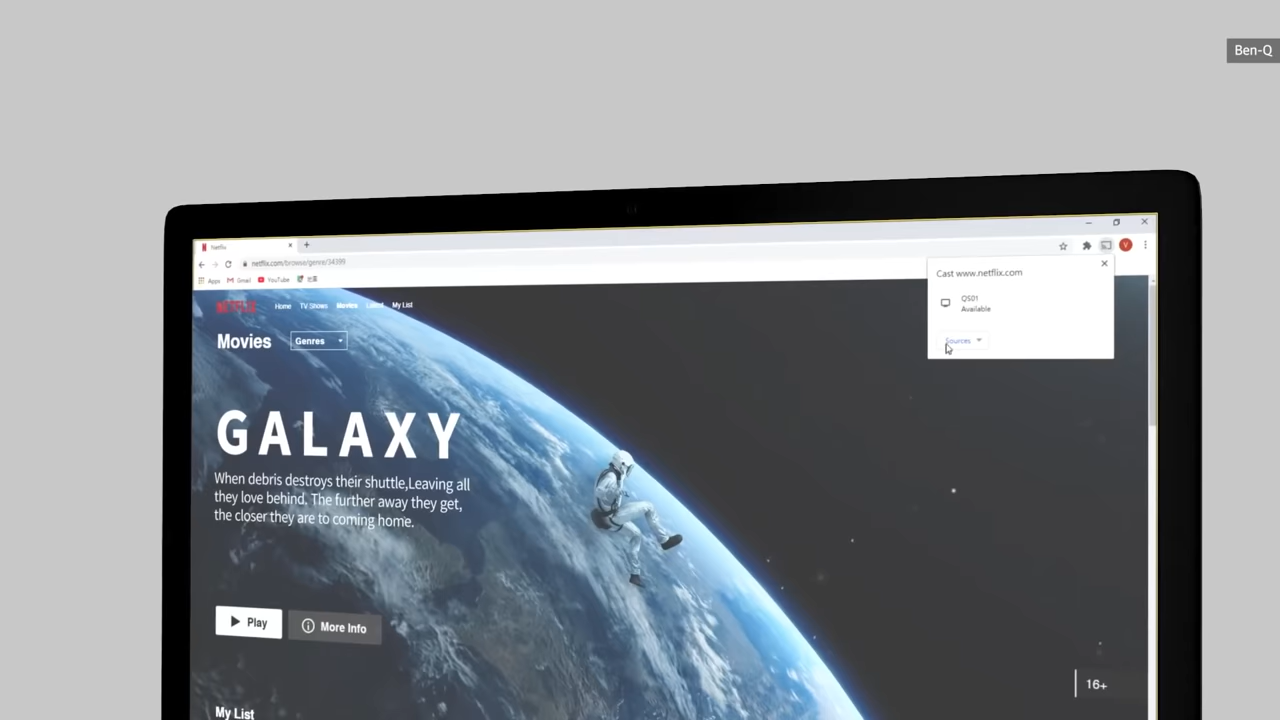 Ben-Q
Netflix
netflix.com/browse/genre/34399
Apps Gmail YouTube
Cast www.netflix.com
QS01
Available
Sources
NETFLIX Home TV Shows Movies Latest My List
Movies Genres
GALAXY
When debris destroys their shuttle,Leaving all
they love behind. The further away they get,
the closer they are to coming home.
Play More Info
16+
My List
V